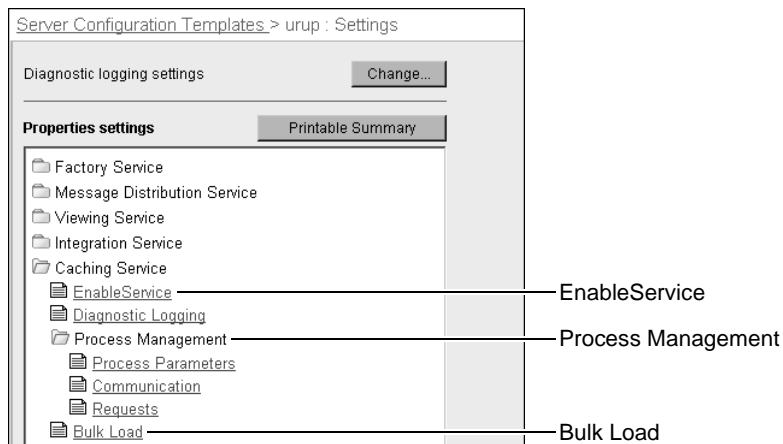 Server Configuration Templates > urup : Settings
Diagnostic logging settings
Change...
Properties settings
Printable Summary
Factory Service
Message Distribution Service
Viewing Service
Integration Service
Caching Service
EnableService
EnableService
Diagnostic Logging
Process Management
Process Management
Process Parameters
Communication
Requests
Bulk Load
Bulk Load